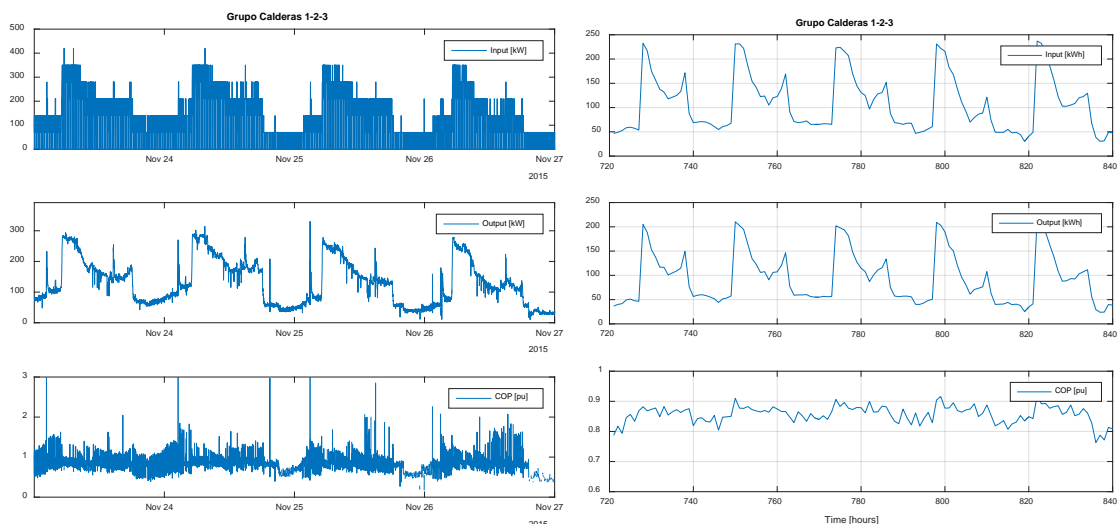 Grupo Calderas 1-2-3
500
400
300
200
100
0
Input [kW]
Nov 24
Nov 25
Nov 26
Nov 27
2015
300
200
100
0
Output [kW]
Nov 24
Nov 25
Nov 26
Nov 27
2015
3
2
1
0
COP [pu]
Nov 24
Nov 25
Nov 26
Nov 27
2015
Grupo Calderas 1-2-3
250
200
150
100
50
0
Input [kWh]
720
740
760
780
800
820
840
250
200
150
100
50
0
Output [kWh]
720
740
760
780
800
820
840
1
0.9
0.8
0.7
0.6
COP [pu]
720
740
760
780
800
820
840
Time [hours]